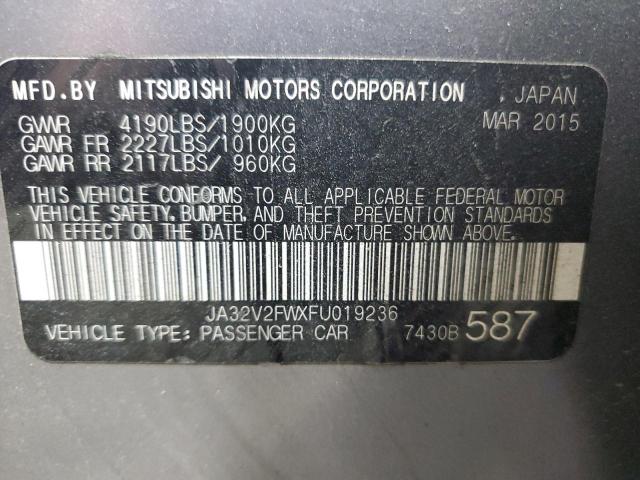 MFD.BY MITSUBISHI MOTORS CORPORATION , JAPAN
GVWR 4190LBS/1900KG MAR 2015
GAWR FR 2227LBS/1010KG
GAWR RR 2117LBS/ 960KG
THIS VEHICLE CONFORMS TO ALL APPLICABLE FEDERAL MOTOR
VEHICLE SAFETY, BUMPER, AND THEFT PREVENTION STANDARDS
IN EFFECT ON THE DATE OF MANUFACTURE SHOWN ABOVE.
JA32V2FWXFU019236
VEHICLE TYPE: PASSENGER CAR 7430B 587